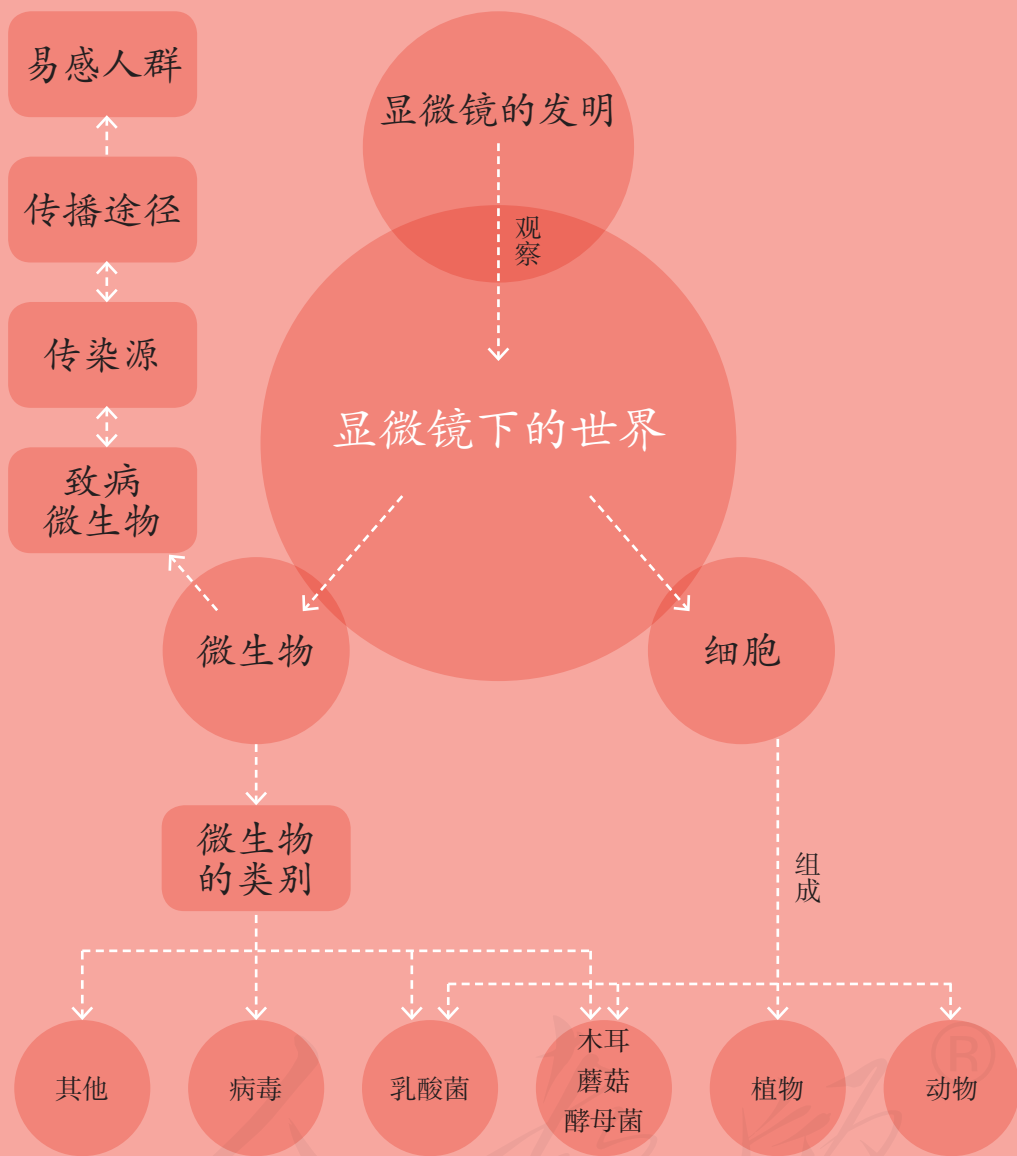 易感人群
传播途径
传染源
致病
微生物
显微镜的发明
观察
显微镜下的世界
微生物
细胞
微生物
的类别
组成
其他
病毒
乳酸菌
木耳
蘑菇
酵母菌
植物
动物
®